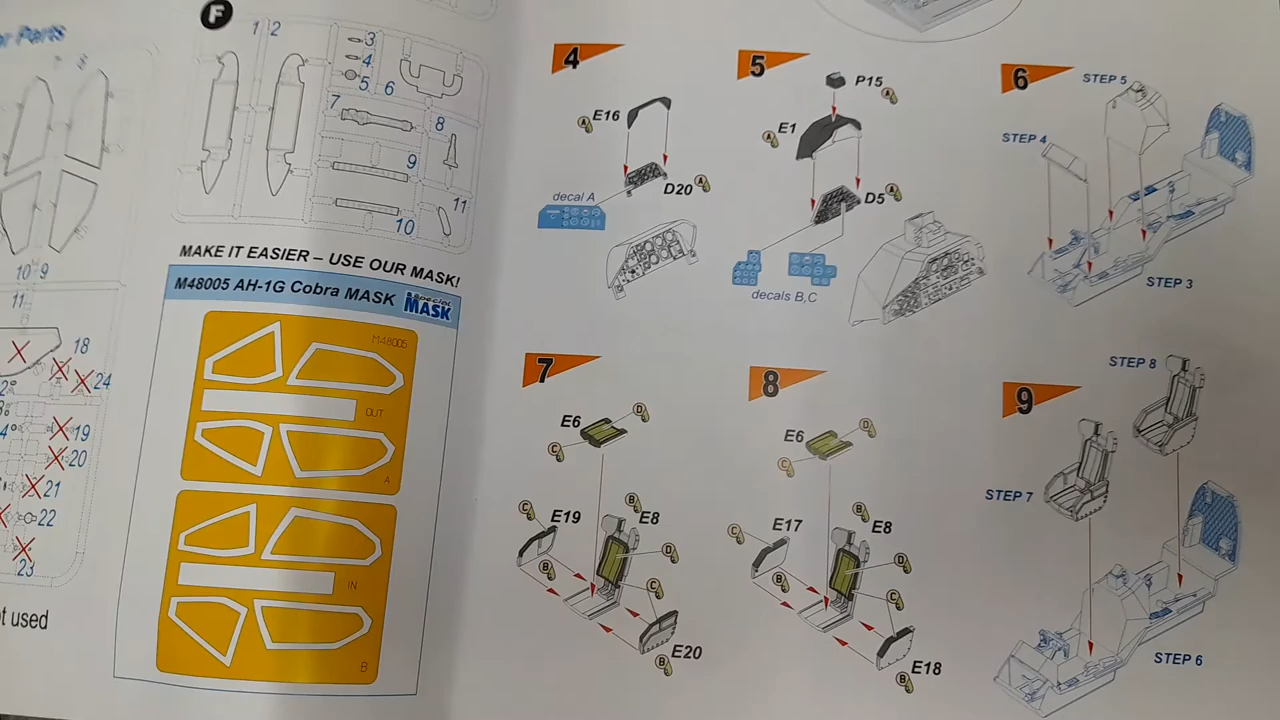 F
1 2
3
4
5
6
7
8
9
10
11
10 9
11
18
24
19
20
21
22
23
used
MAKE IT EASIER – USE OUR MASK!
M48005 AH-1G Cobra MASK
Special MASK
M48005
OUT
A
IN
B
4
E16
A
D20
A
decal A
5
P15
A
E1
A
D5
A
decals B,C
6
STEP 5
STEP 4
STEP 3
7
E6
D
C
E19
C
B
E8
B
D
C
E20
B
8
E6
D
C
E17
C
B
E8
B
D
C
E18
B
9
STEP 8
STEP 7
STEP 6